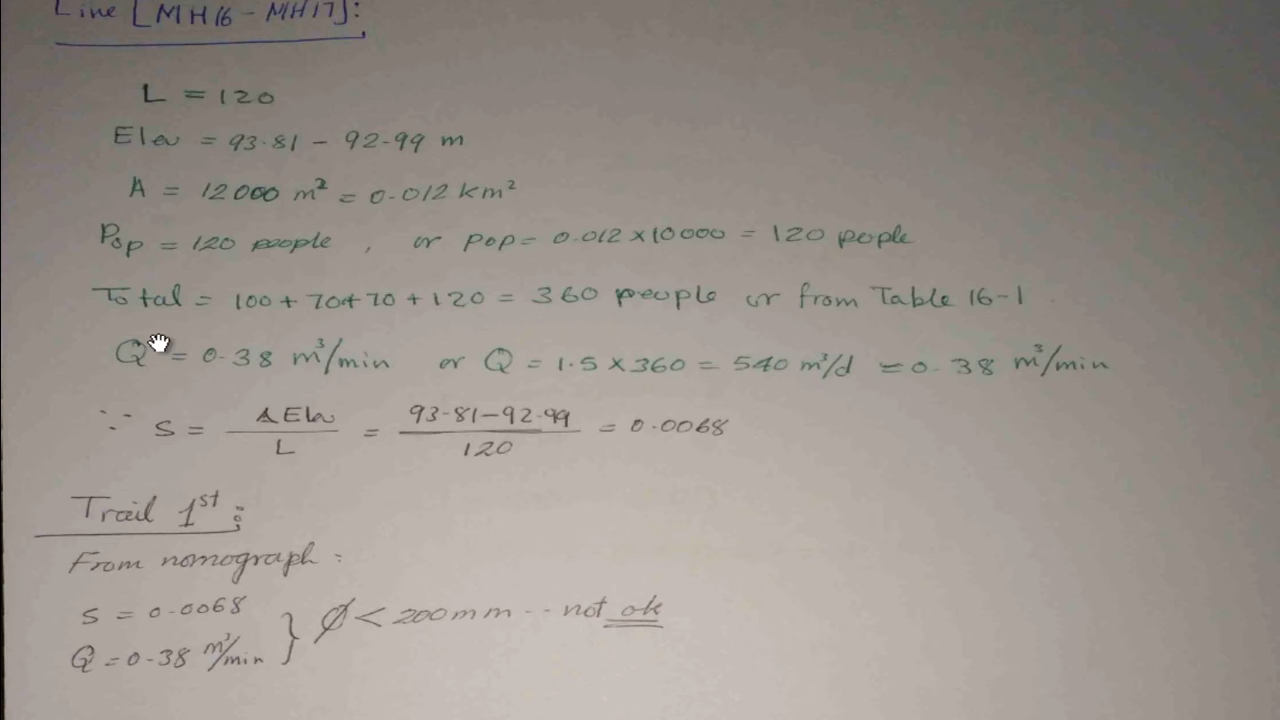 Line [MH16-MH17]:
L = 120
Elev = 93.81 - 92.99 m
A = 12000 m² = 0.012 km²
Pop = 120 people , or pop = 0.012 x 10000 = 120 pople
Total = 100 + 70 + 70 + 120 = 360 people or from Table 16-1
Q = 0.38 m³/min or Q = 1.5 x 360 = 540 m³/d = 0.38 m³/min
∵ S = ΔElev / L = 93.81-92.99 / 120 = 0.0068
Trail 1st :
From nomograph :
S = 0.0068
Q = 0.38 m³/min } Ø < 200mm -- not ok